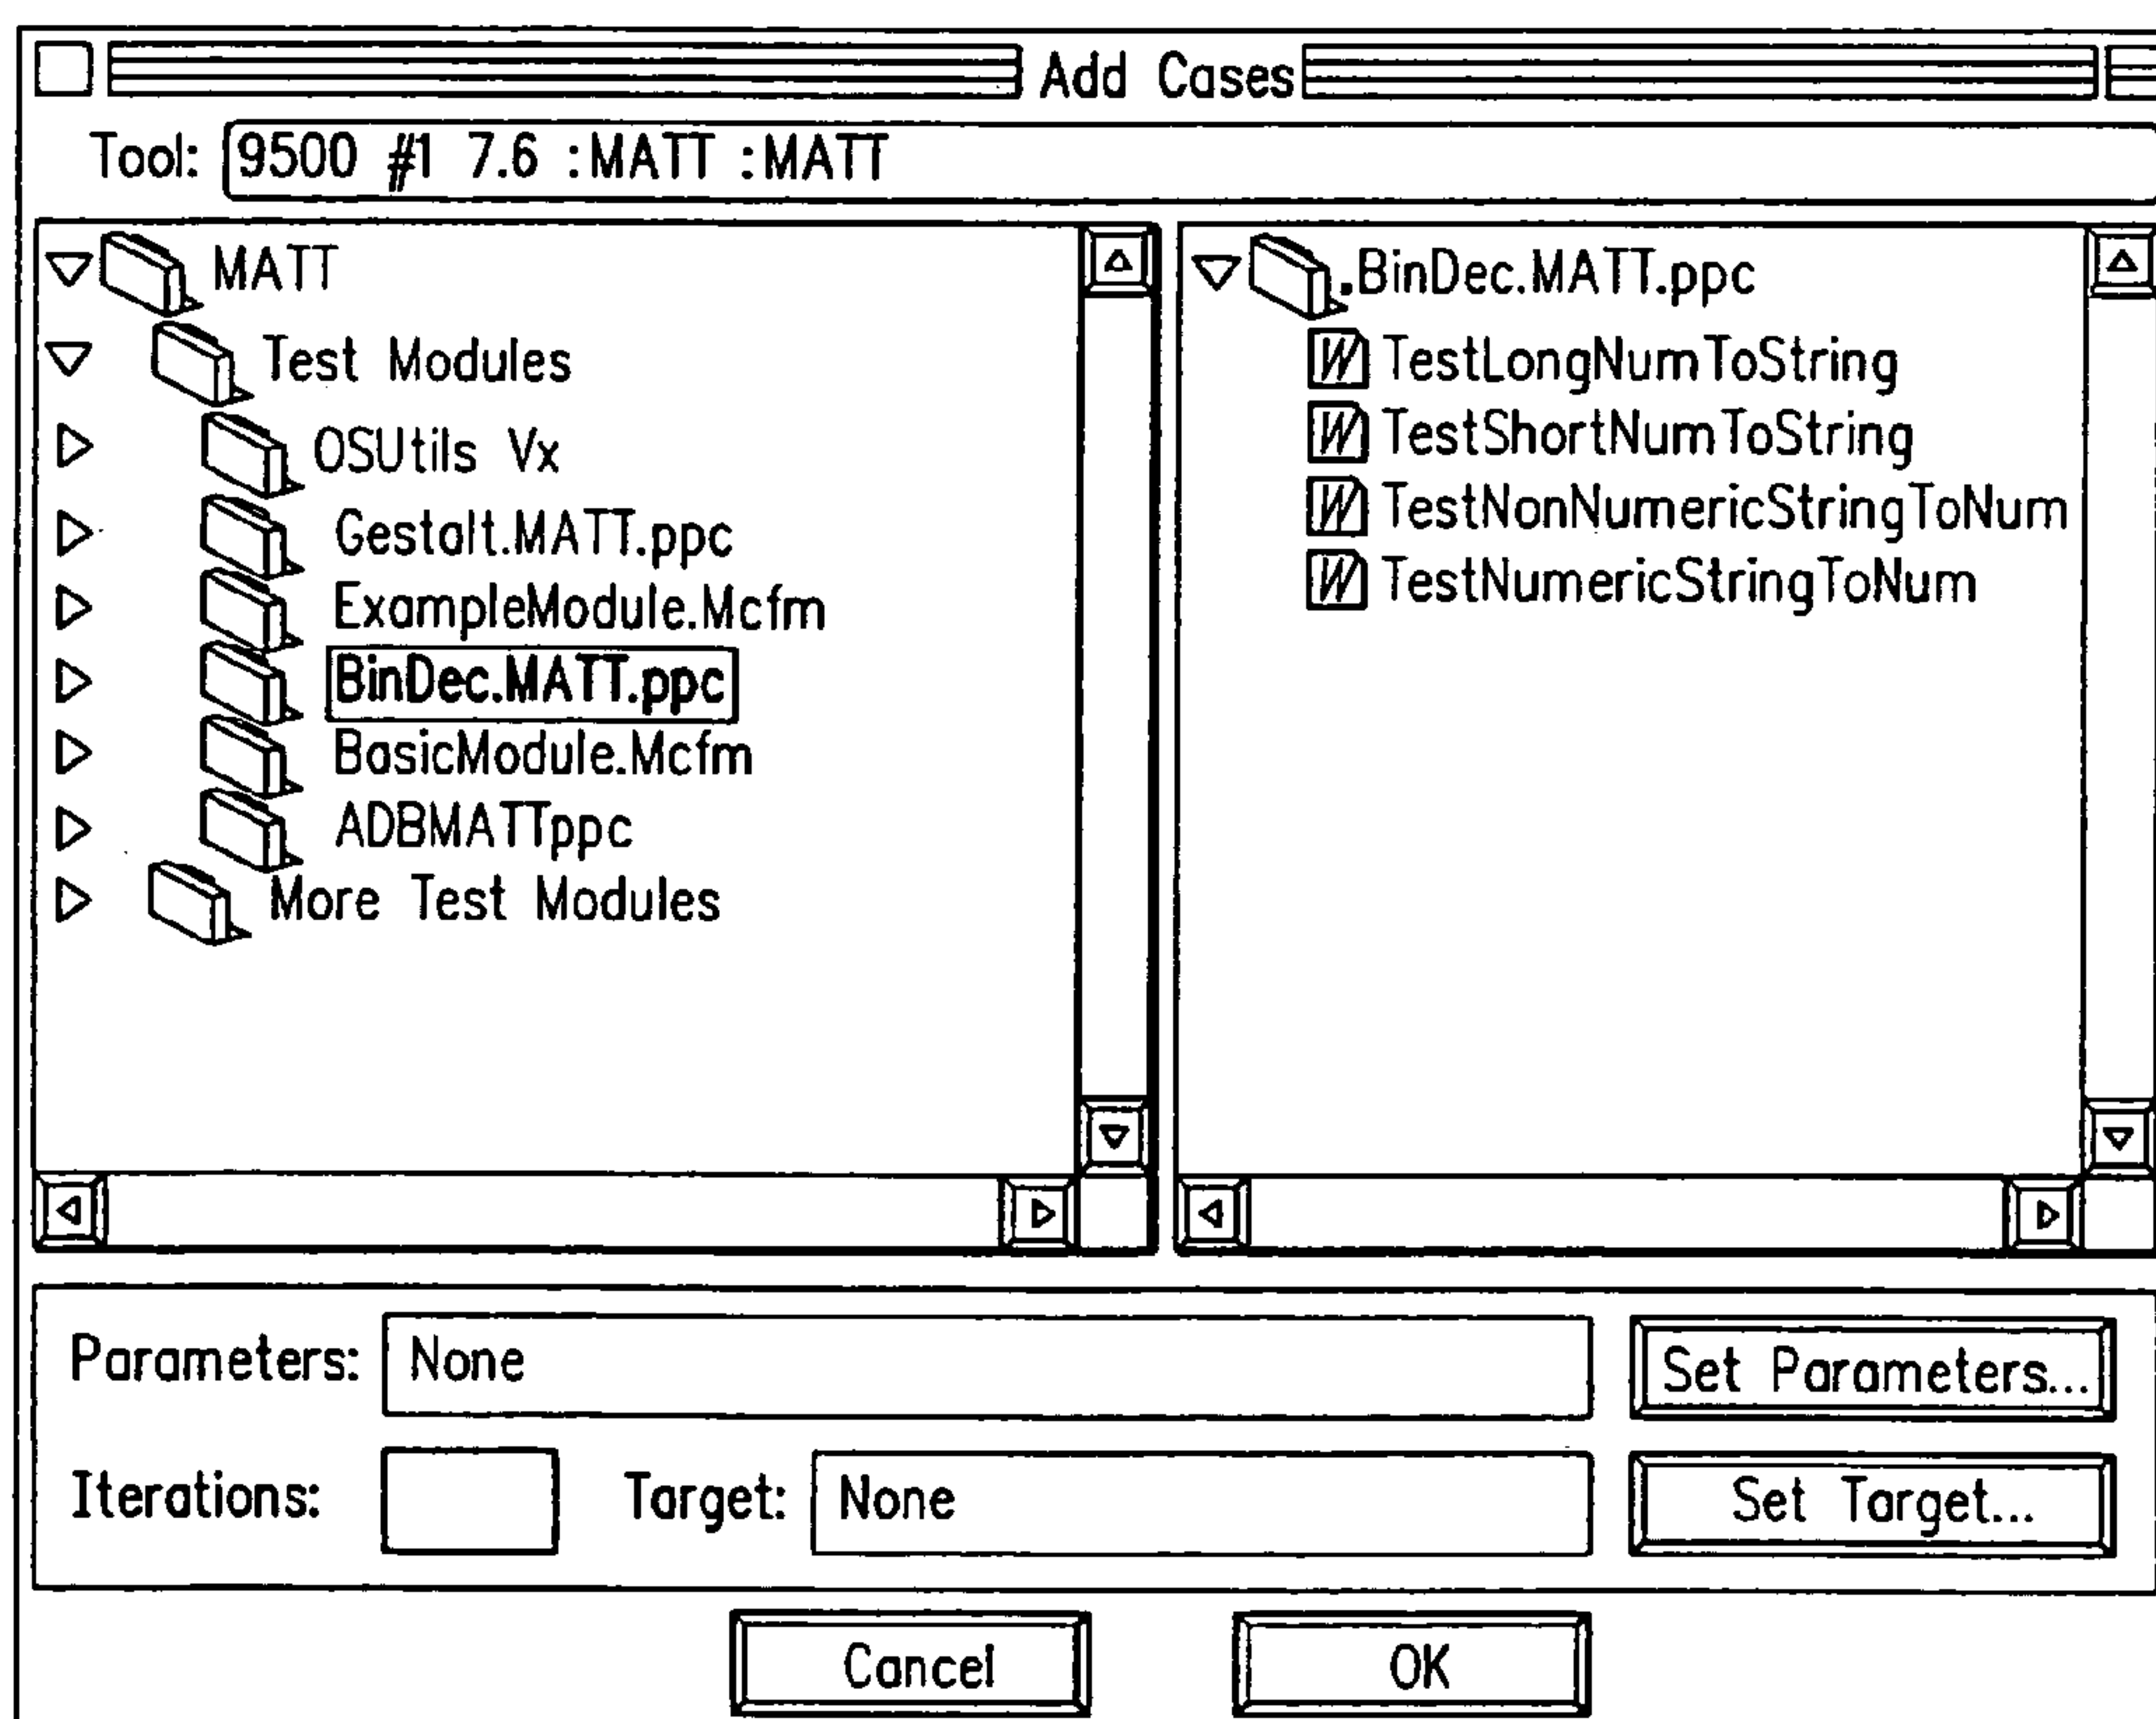 Add Cases
Tool: 9500 #1 7.6 :MATT :MATT
MATT
Test Modules
OSUtils Vx
Gestalt.MATT.ppc
ExampleModule.Mcfm
BinDec.MATT.ppc
BasicModule.Mcfm
ADBMATTppc
More Test Modules
.BinDec.MATT.ppc
TestLongNumToString
TestShortNumToString
TestNonNumericStringToNum
TestNumericStringToNum
Parameters: None Set Parameters...
Iterations: Target: None Set Target...
Cancel OK